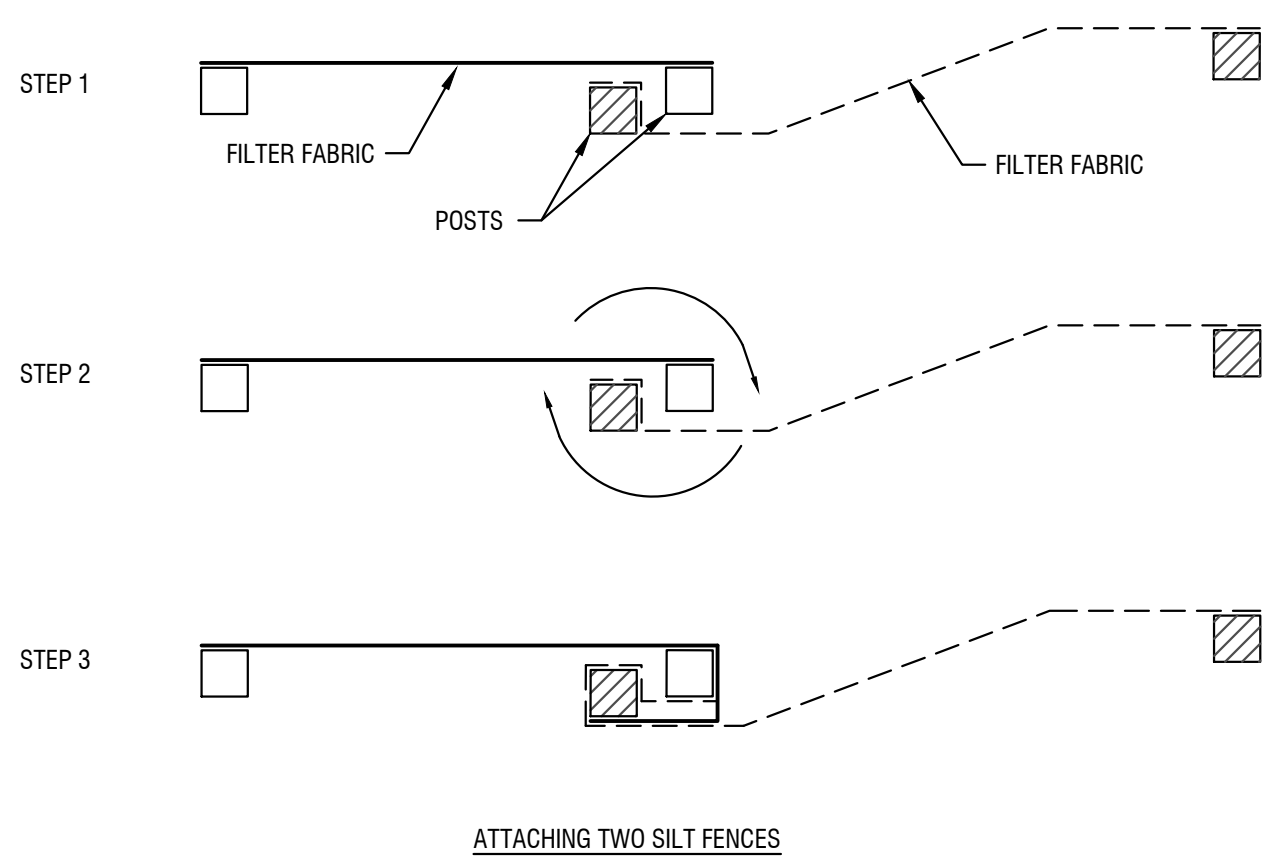 STEP 1
FILTER FABRIC
FILTER FABRIC
POSTS
STEP 2
STEP 3
ATTACHING TWO SILT FENCES